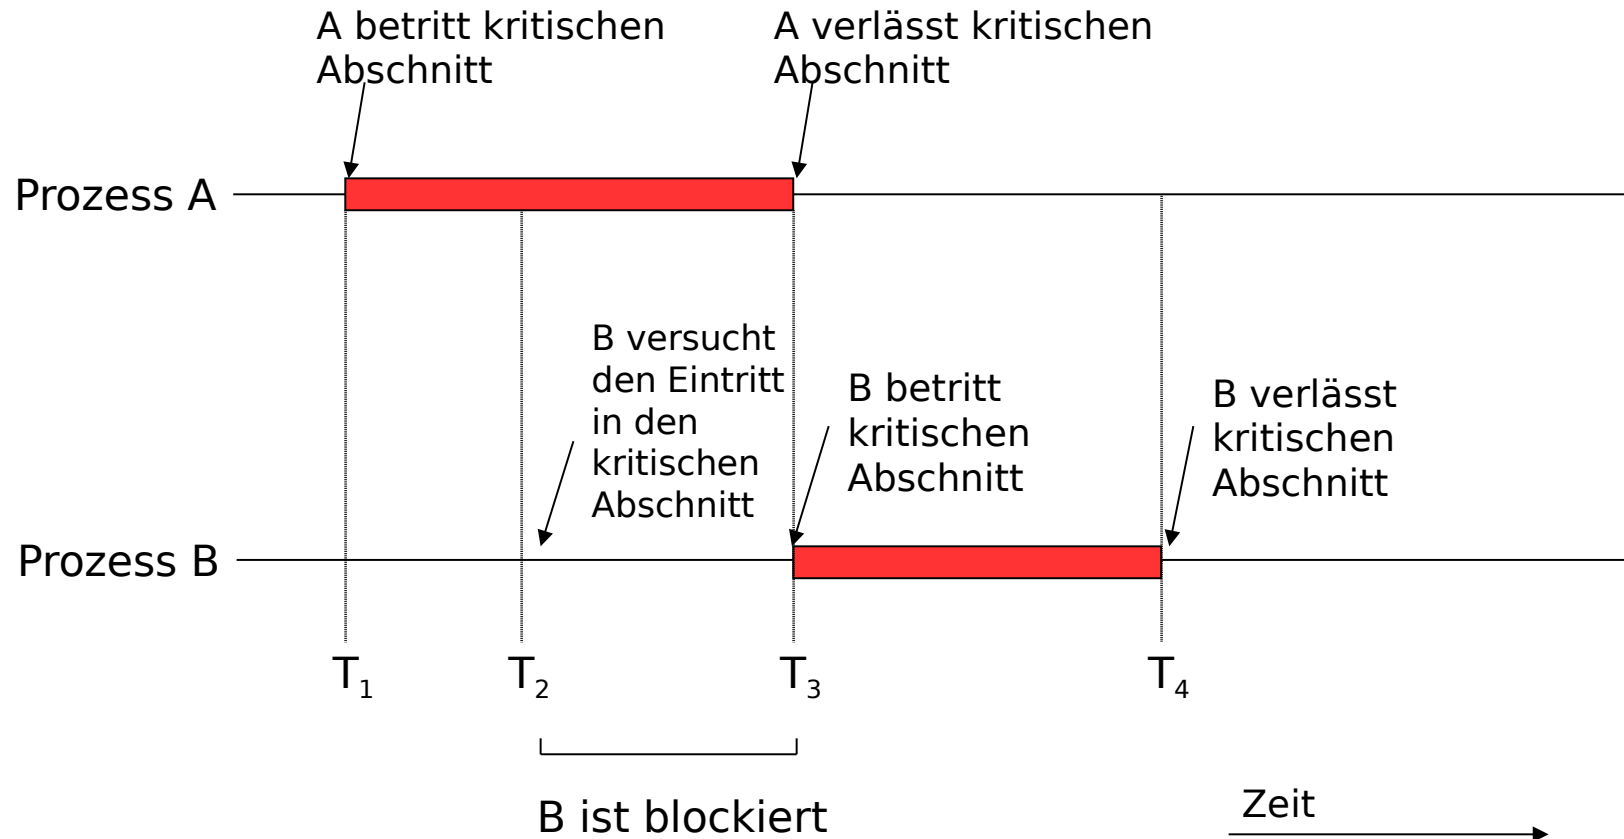 A betritt kritischen
Abschnitt
A verlässt kritischen
Abschnitt
Prozess A
B versucht
den Eintritt
in den
kritischen
Abschnitt
B betritt
kritischen
Abschnitt
B verlässt
kritischen
Abschnitt
Prozess B
T1
T2
T3
T4
B ist blockiert
Zeit